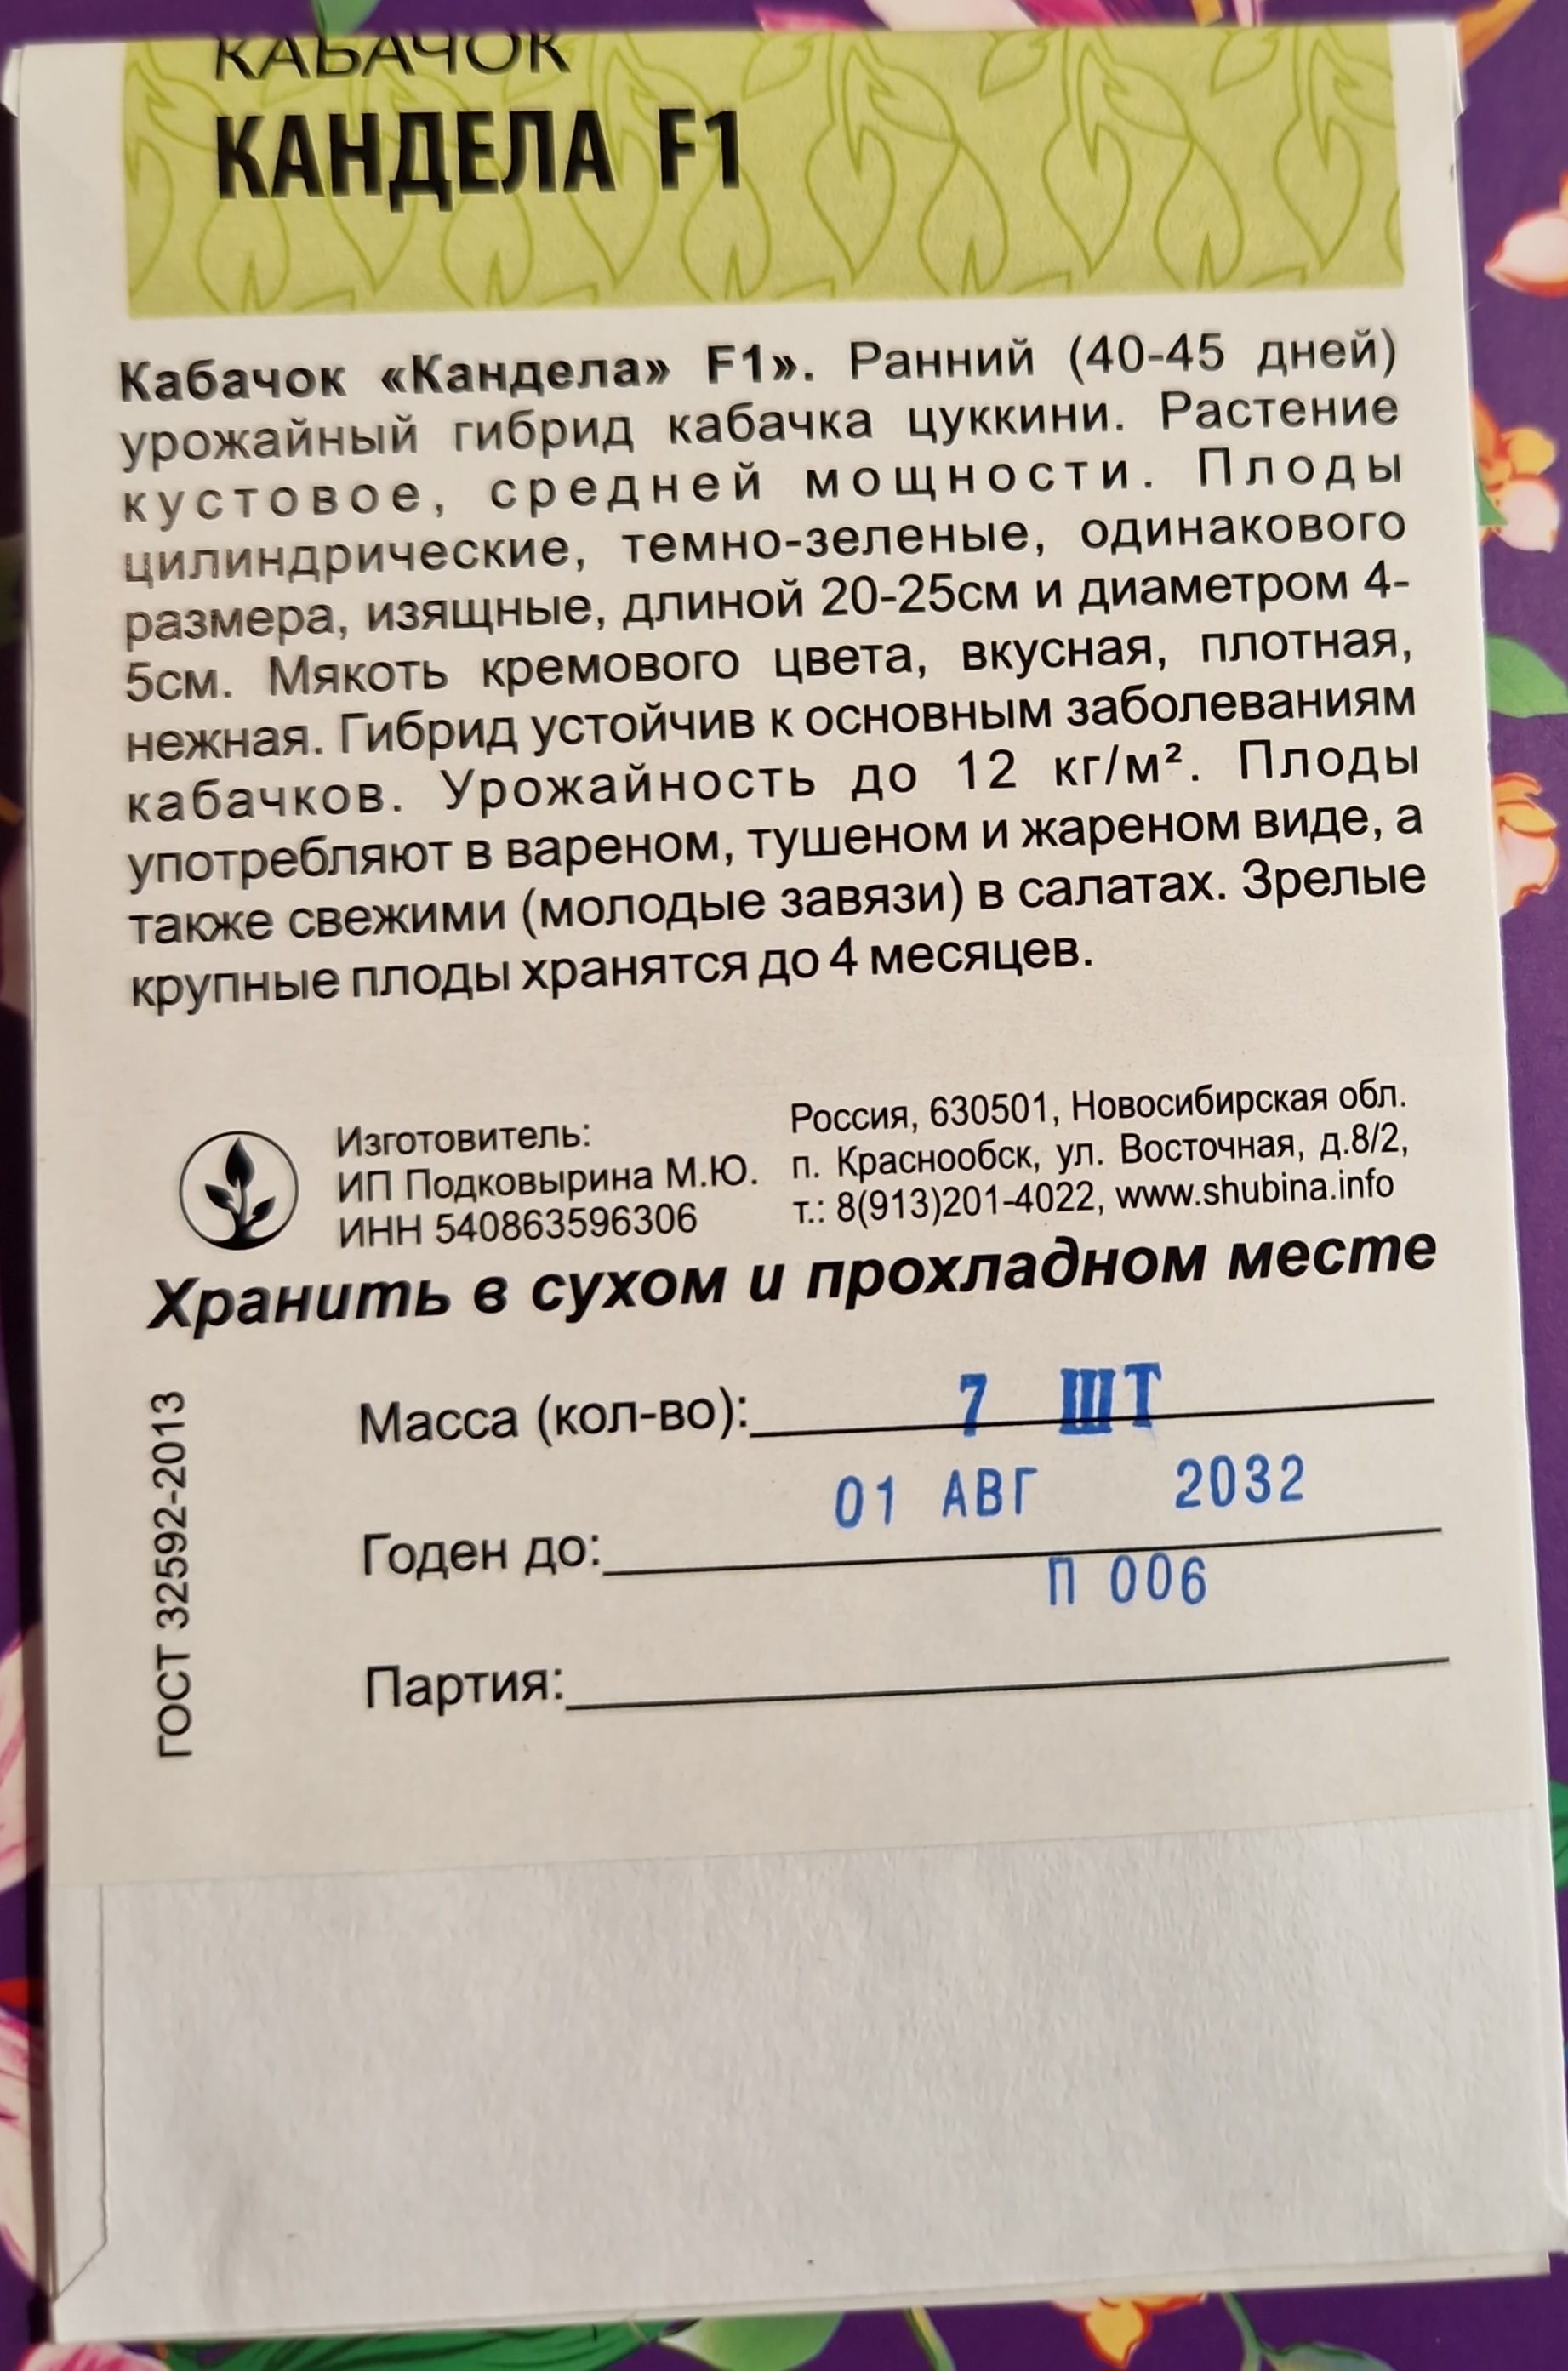 КАБАЧОК
КАНДЕЛА F1
Кабачок «Кандела» F1». Ранний (40-45 дней)
урожайный гибрид кабачка цуккини. Растение
кустовое, средней мощности. Плоды
цилиндрические, темно-зеленые, одинакового
размера, изящные, длиной 20-25см и диаметром 4-
5см. Мякоть кремового цвета, вкусная, плотная,
нежная. Гибрид устойчив к основным заболеваниям
кабачков. Урожайность до 12 кг/м². Плоды
употребляют в вареном, тушеном и жареном виде, а
также свежими (молодые завязи) в салатах. Зрелые
крупные плоды хранятся до 4 месяцев.
Изготовитель:
ИП Подковырина М.Ю.
ИНН 540863596306
Россия, 630501, Новосибирская обл.
п. Краснообск, ул. Восточная, д.8/2,
т.: 8(913)201-4022, www.shubina.info
Хранить в сухом и прохладном месте
ГОСТ 32592-2013
Масса (кол-во): 7 ШТ
01 АВГ 2032
Годен до:
П 006
Партия: